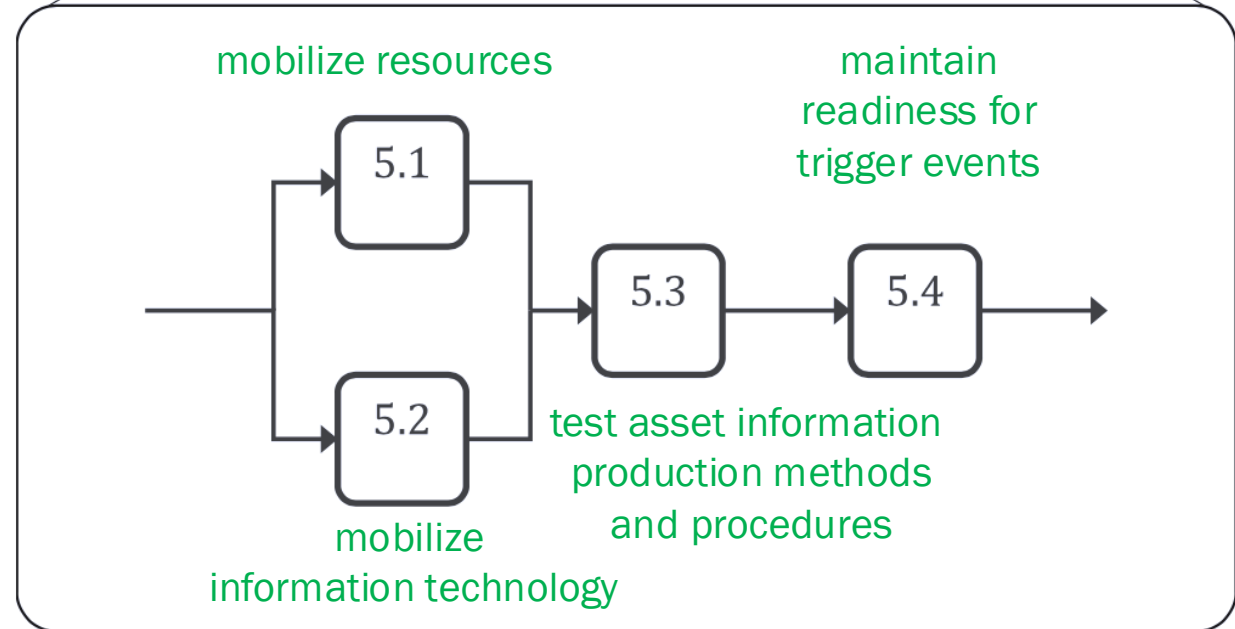 mobilize resources
5.1
maintain
readiness for
trigger events
5.3
5.4
5.2
test asset information
production methods
and procedures
mobilize
information technology